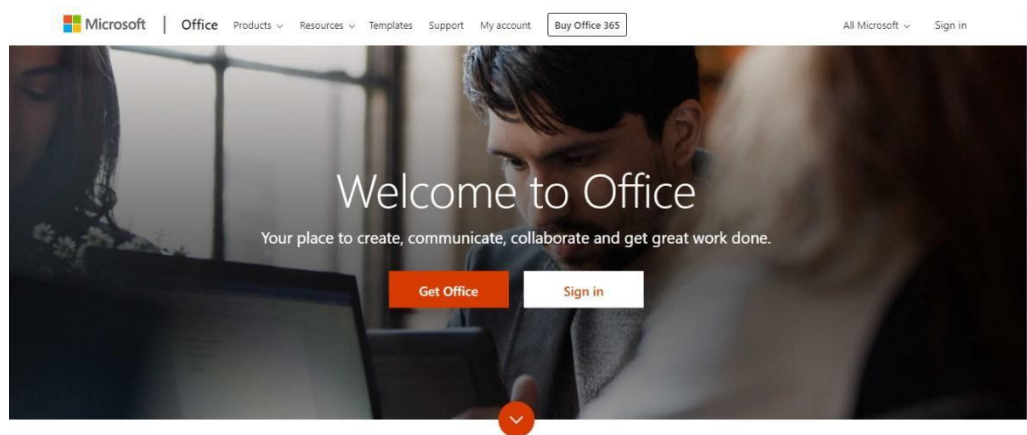 Microsoft Office Products Resources Templates Support My account Buy Office 365 All Microsoft Sign in
Welcome to Office
Your place to create, communicate, collaborate and get great work done.
Get Office Sign in